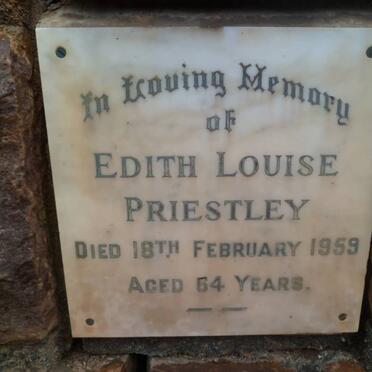 In Loving Memory
of
EDITH LOUISE
PRIESTLEY
DIED 18TH FEBRUARY 1959
AGED 64 YEARS.